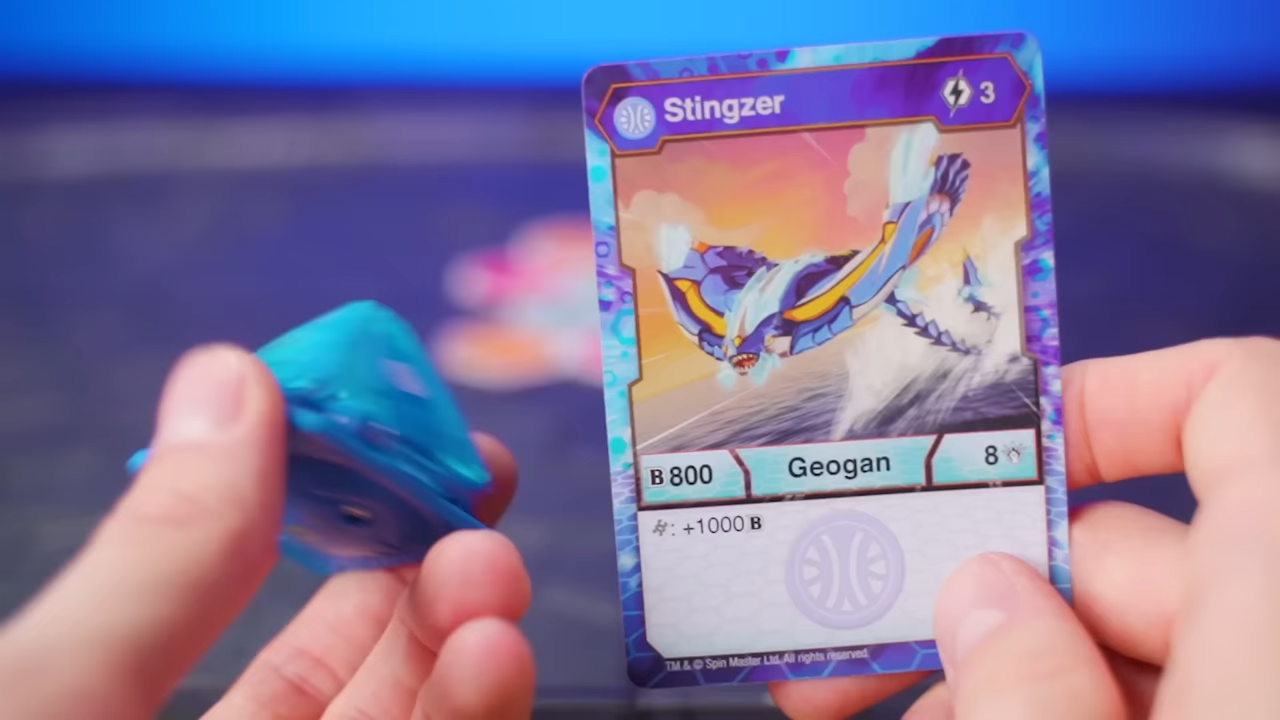 Stingzer 3
B 800 Geogan 8
: +1000 B
TM & © Spin Master Ltd. All rights reserved.